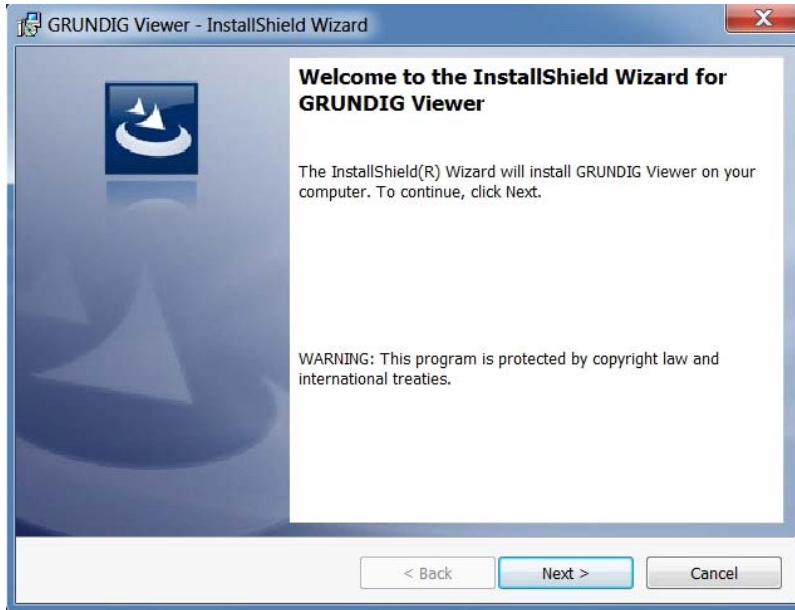 GRUNDIG Viewer - InstallShield Wizard
Welcome to the InstallShield Wizard for
GRUNDIG Viewer
The InstallShield(R) Wizard will install GRUNDIG Viewer on your
computer. To continue, click Next.
WARNING: This program is protected by copyright law and
international treaties.
< Back Next > Cancel